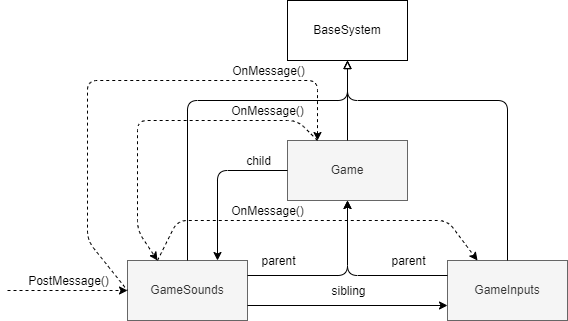 BaseSystem
OnMessage()
OnMessage()
child
Game
OnMessage()
parent
parent
PostMessage()
GameSounds
sibling
GameInputs